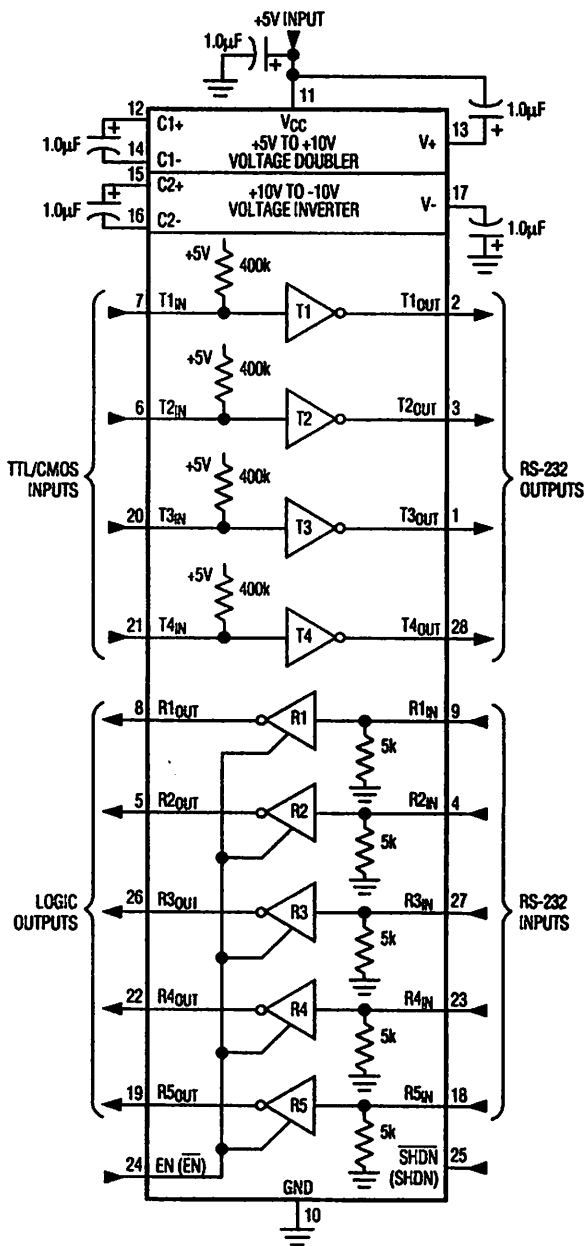 +5V INPUT
1.0µF
11
12 C1+ VCC 1.0µF
1.0µF +5V TO +10V V+ 13
14 C1- VOLTAGE DOUBLER
15 C2+ +10V TO -10V 17
1.0µF VOLTAGE INVERTER V-
16 C2- 1.0µF
+5V 400k
7 T1IN T1 T1OUT 2
+5V 400k
6 T2IN T2 T2OUT 3
TTL/CMOS INPUTS
RS-232 OUTPUTS
+5V 400k
20 T3IN T3 T3OUT 1
+5V 400k
21 T4IN T4 T4OUT 28
8 R1OUT R1 R1IN 9
5k
5 R2OUT R2 R2IN 4
5k
LOGIC OUTPUTS
RS-232 INPUTS
26 R3OUT R3 R3IN 27
5k
22 R4OUT R4 R4IN 23
5k
19 R5OUT R5 R5IN 18
5k
24 EN (E̅N̅) S̅H̅D̅N̅ 25
(SHDN)
GND
10